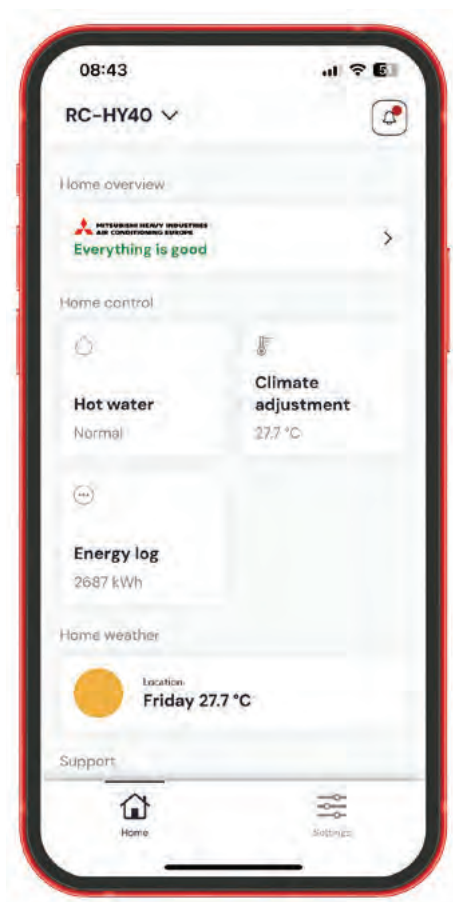 08:43
RC-HY40
Home overview
MITSUBISHI HEAVY INDUSTRIES
AIR CONDITIONING EUROPE
Everything is good
Home control
Hot water
Normal
Climate
adjustment
27.7 °C
Energy log
2687 kWh
Home weather
Location
Friday 27.7 °C
Support
Home
Settings